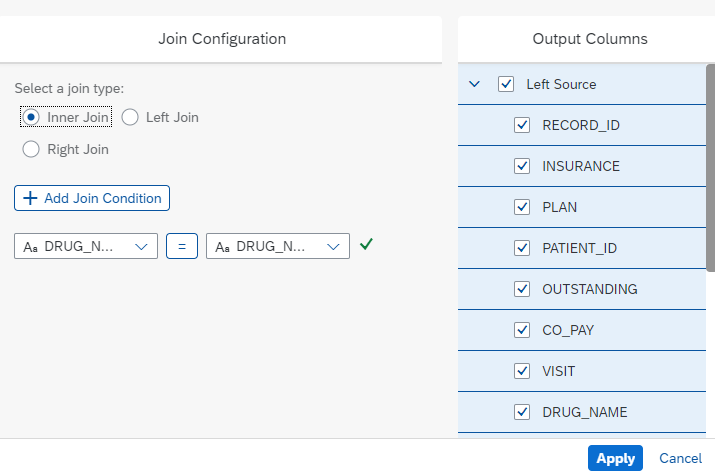 Join Configuration
Select a join type:
Inner Join
Left Join
Right Join
+ Add Join Condition
Aa DRUG_N...
=
Aa DRUG_N...
Output Columns
Left Source
RECORD_ID
INSURANCE
PLAN
PATIENT_ID
OUTSTANDING
CO_PAY
VISIT
DRUG_NAME
Apply
Cancel